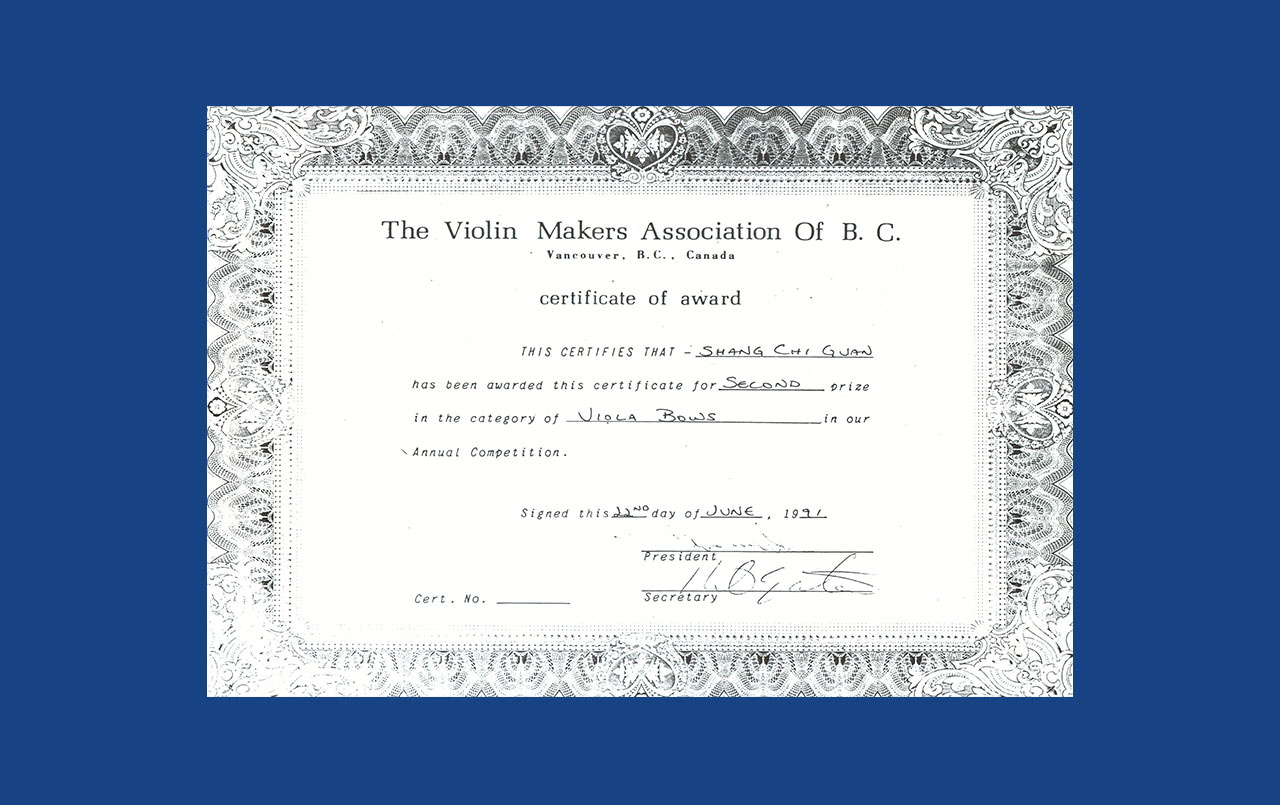 The Violin Makers Association Of B. C.
Vancouver, B.C., Canada
certificate of award
THIS CERTIFIES THAT - SHANG CHI GUAN
has been awarded this certificate for SECOND prize
in the category of VIOLA BOWS in our
Annual Competition.
Signed this 22ND day of JUNE, 1991
President
Secretary
Cert. No.